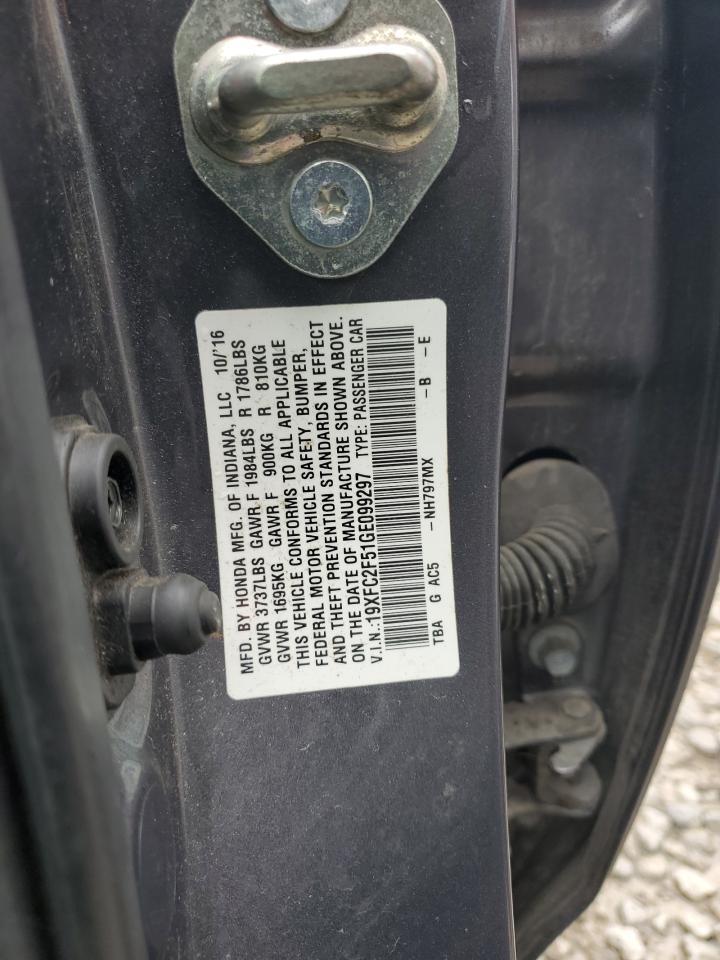 MFD. BY HONDA MFG. OF INDIANA, LLC 10/'16
GVWR 3737LBS GAWR F 1984LBS R 1786LBS
GVWR 1695KG GAWR F 900KG R 810KG
THIS VEHICLE CONFORMS TO ALL APPLICABLE
FEDERAL MOTOR VEHICLE SAFETY, BUMPER,
AND THEFT PREVENTION STANDARDS IN EFFECT
ON THE DATE OF MANUFACTURE SHOWN ABOVE.
V.I.N.:19XFC2F51GE099297 TYPE: PASSENGER CAR
TBA G AC5 -NH797MX -B -E